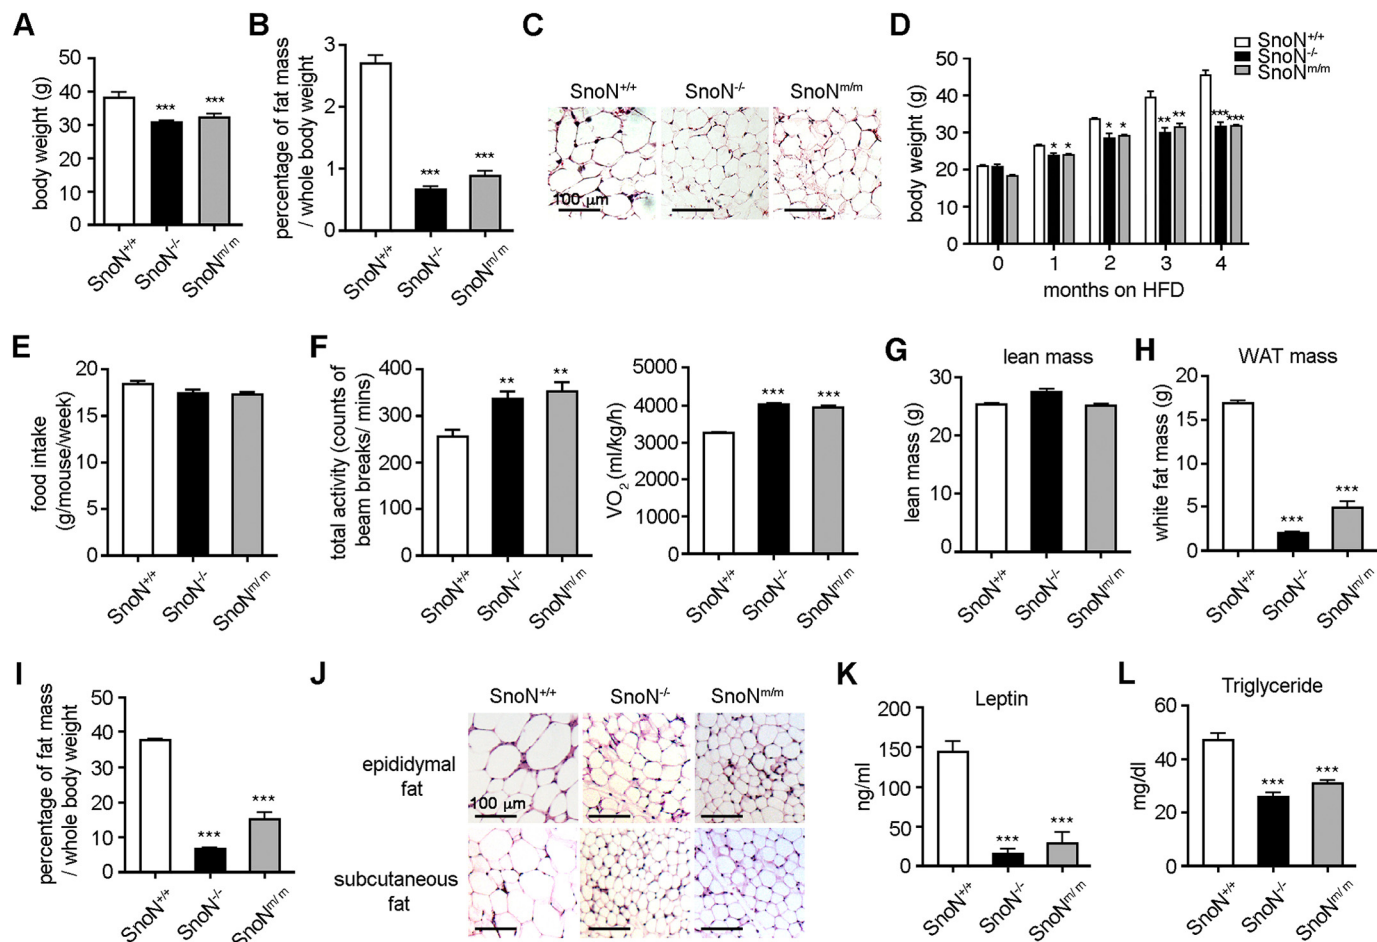 A
body weight (g)
50
40
30
20
10
0
***
***
SnoN+/+
SnoN-/-
SnoNm/m
B
percentage of fat mass
/ whole body weight
3
2
1
0
***
***
SnoN+/+
SnoN-/-
SnoNm/m
C
SnoN+/+ SnoN-/- SnoNm/m
100 μm
D
SnoN+/+
SnoN-/-
SnoNm/m
body weight (g)
50
40
30
20
10
0
* *
* *
** **
*** ***
0 1 2 3 4
months on HFD
E
food intake
(g/mouse/week)
20
15
10
5
0
SnoN+/+
SnoN-/-
SnoNm/m
F
total activity (counts of
beam breaks/ mins)
400
300
200
100
0
**
**
SnoN+/+
SnoN-/-
SnoNm/m
VO2 (ml/kg/h)
5000
4000
3000
2000
1000
0
***
***
SnoN+/+
SnoN-/-
SnoNm/m
G
lean mass
lean mass (g)
30
20
10
0
SnoN+/+
SnoN-/-
SnoNm/m
H
WAT mass
white fat mass (g)
20
15
10
5
0
***
***
SnoN+/+
SnoN-/-
SnoNm/m
I
percentage of fat mass
/ whole body weight
50
40
30
20
10
0
***
***
SnoN+/+
SnoN-/-
SnoNm/m
J
SnoN+/+ SnoN-/- SnoNm/m
epididymal
fat
100 μm
subcutaneous
fat
K
Leptin
ng/ml
200
150
100
50
0
***
***
SnoN+/+
SnoN-/-
SnoNm/m
L
Triglyceride
mg/dl
60
40
20
0
***
***
SnoN+/+
SnoN-/-
SnoNm/m